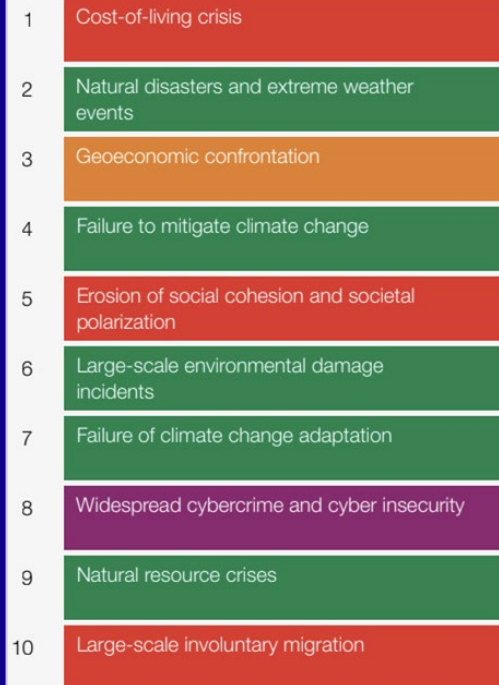 1 Cost-of-living crisis
2 Natural disasters and extreme weather
events
3 Geoeconomic confrontation
4 Failure to mitigate climate change
5 Erosion of social cohesion and societal
polarization
6 Large-scale environmental damage
incidents
7 Failure of climate change adaptation
8 Widespread cybercrime and cyber insecurity
9 Natural resource crises
10 Large-scale involuntary migration